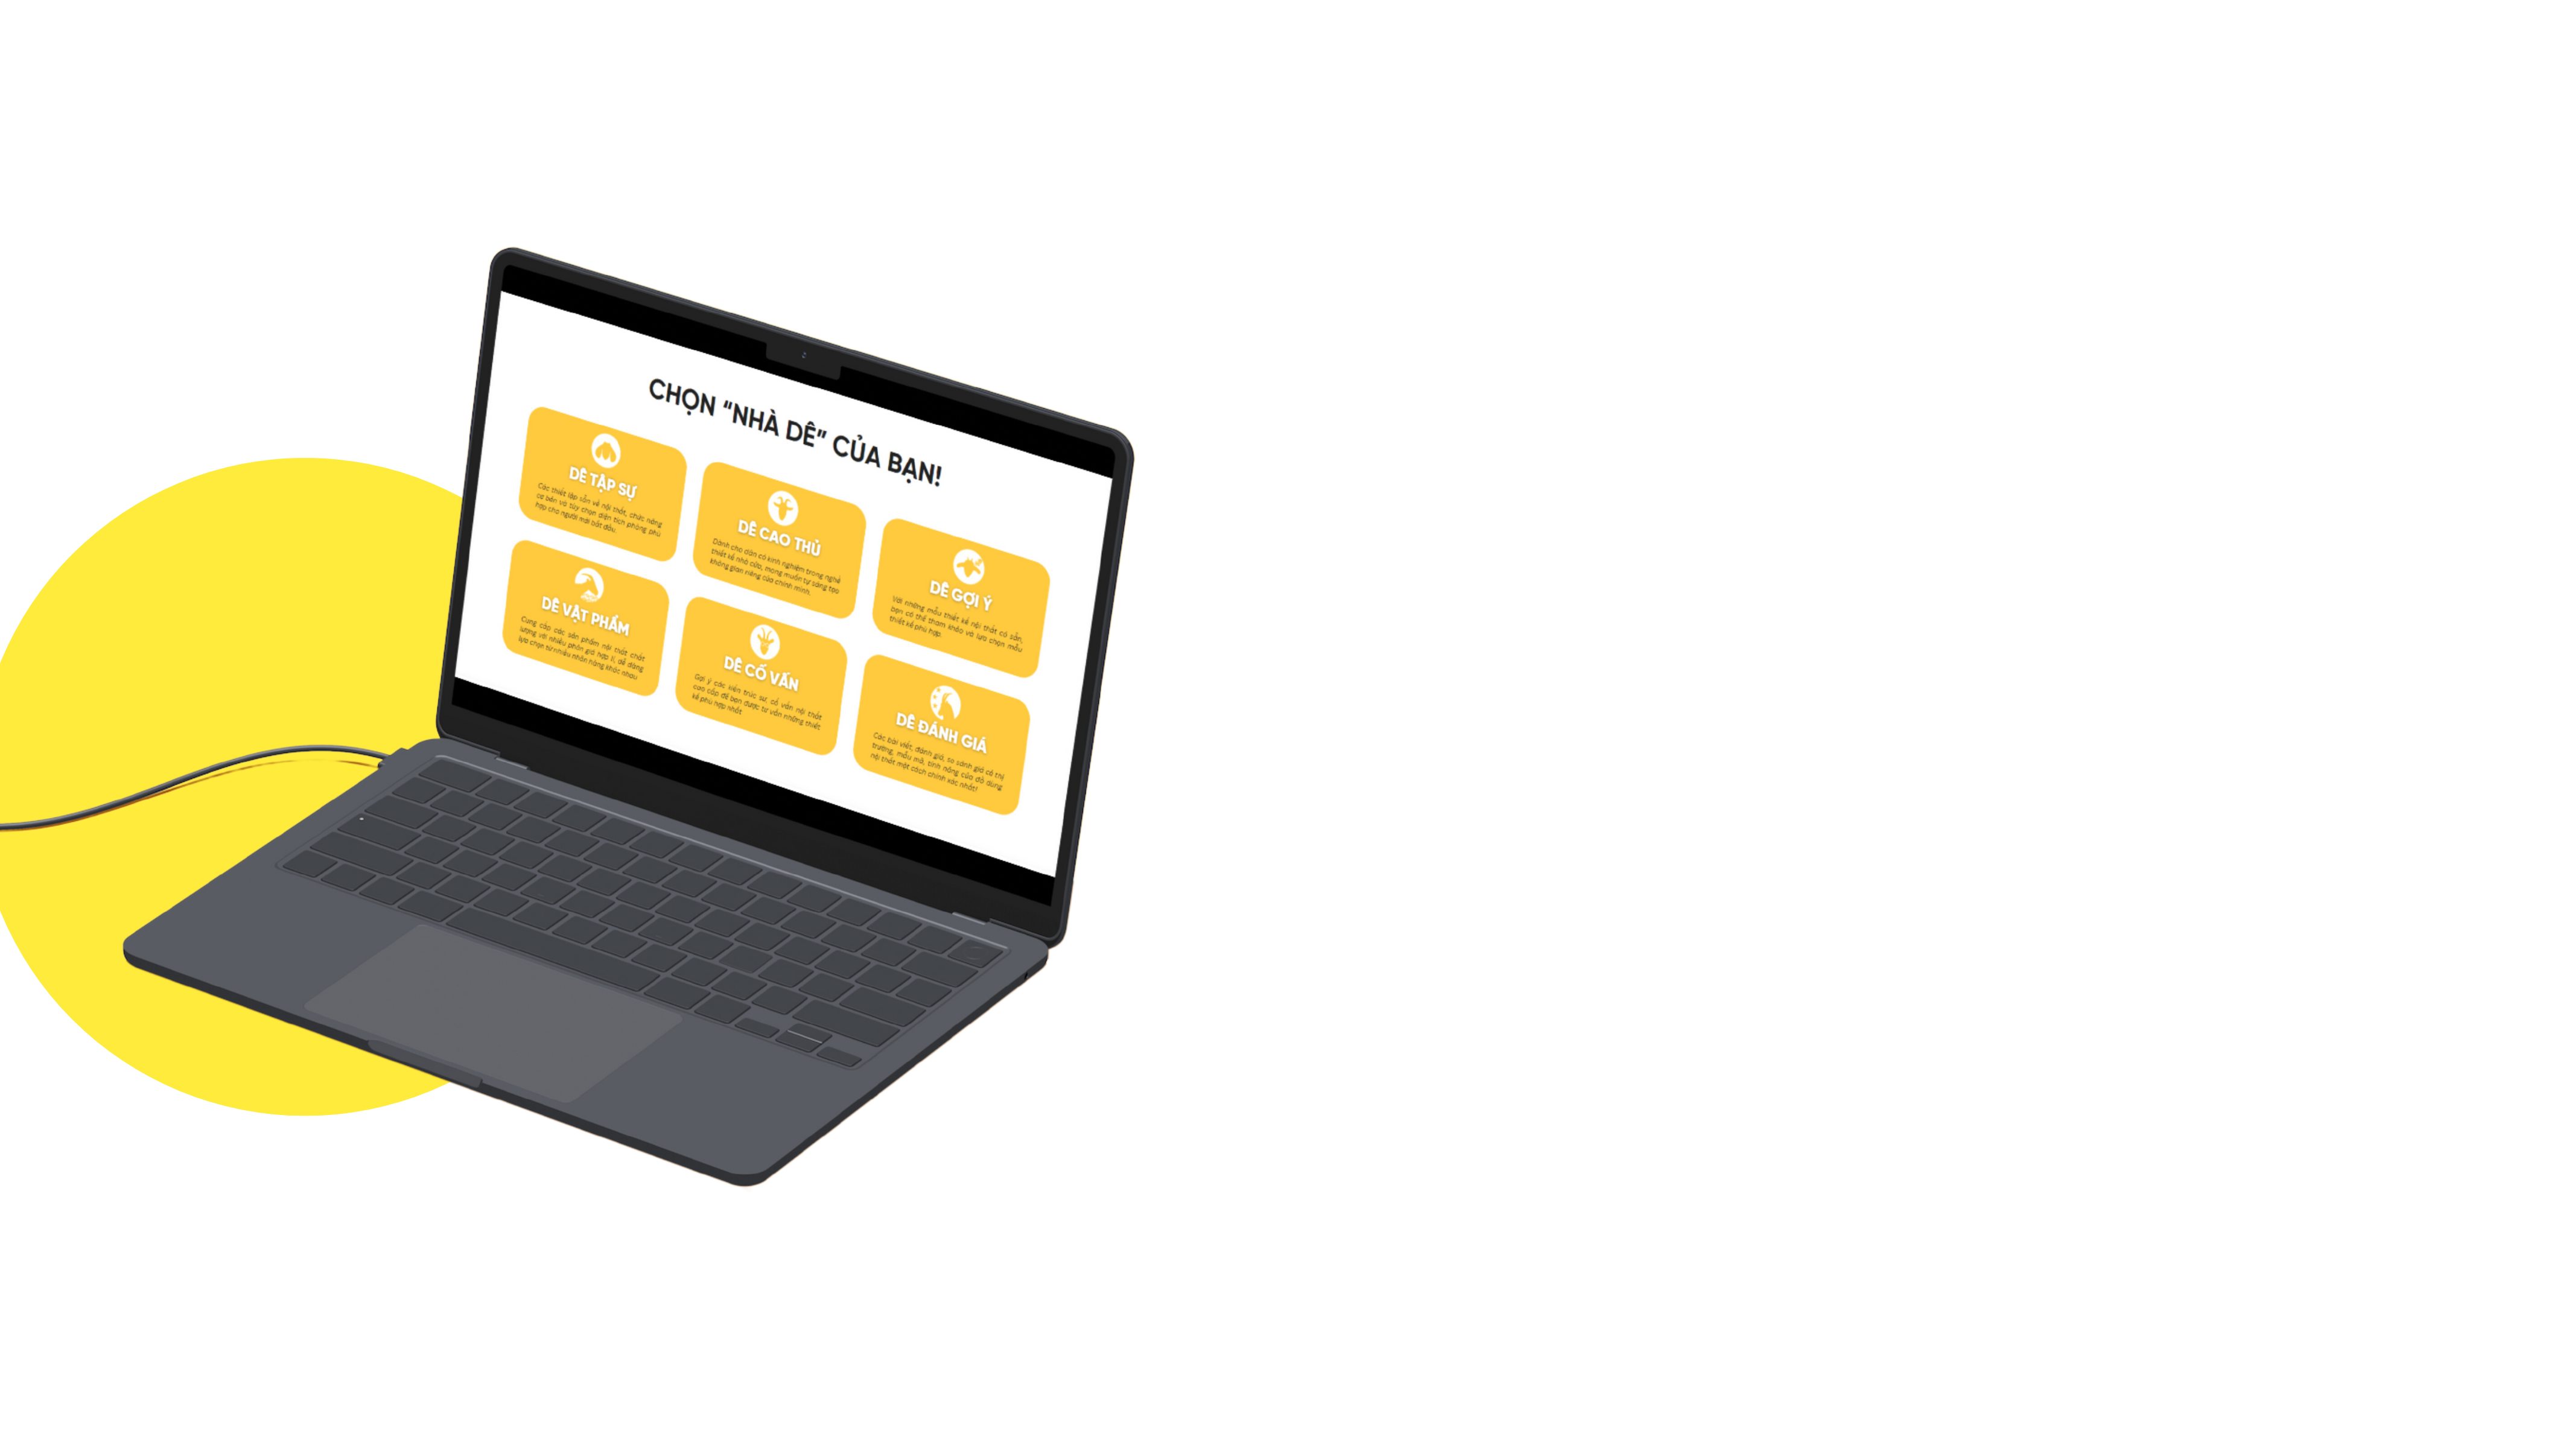 CHỌN “NHÀ DÊ” CỦA BẠN!
DÊ TẬP SỰ
Các thiết lập sẵn về nội thất, chức năng
cơ bản và tùy chọn diện tích phòng phù
hợp cho người mới bắt đầu.
DÊ CAO THỦ
Dành cho dân có kinh nghiệm trong nghề
thiết kế nhà cửa, mong muốn tự sáng tạo
không gian riêng của chính mình.
DÊ GỢI Ý
Với những mẫu thiết kế nội thất có sẵn,
bạn có thể tham khảo và lựa chọn mẫu
thiết kế phù hợp.
DÊ VẬT PHẨM
Cung cấp các sản phẩm nội thất chất
lượng với nhiều phân giá hợp lí, dễ dàng
lựa chọn từ nhiều nhãn hàng khác nhau.
DÊ CỐ VẤN
Gợi ý các kiến trúc sư, cố vấn nội thất
cao cấp để bạn được tư vấn những thiết
kế phù hợp nhất.
DÊ ĐÁNH GIÁ
Các bài viết, đánh giá, so sánh giá cả thị
trường, mẫu mã, tính năng của đồ dùng
nội thất một cách chính xác nhất!